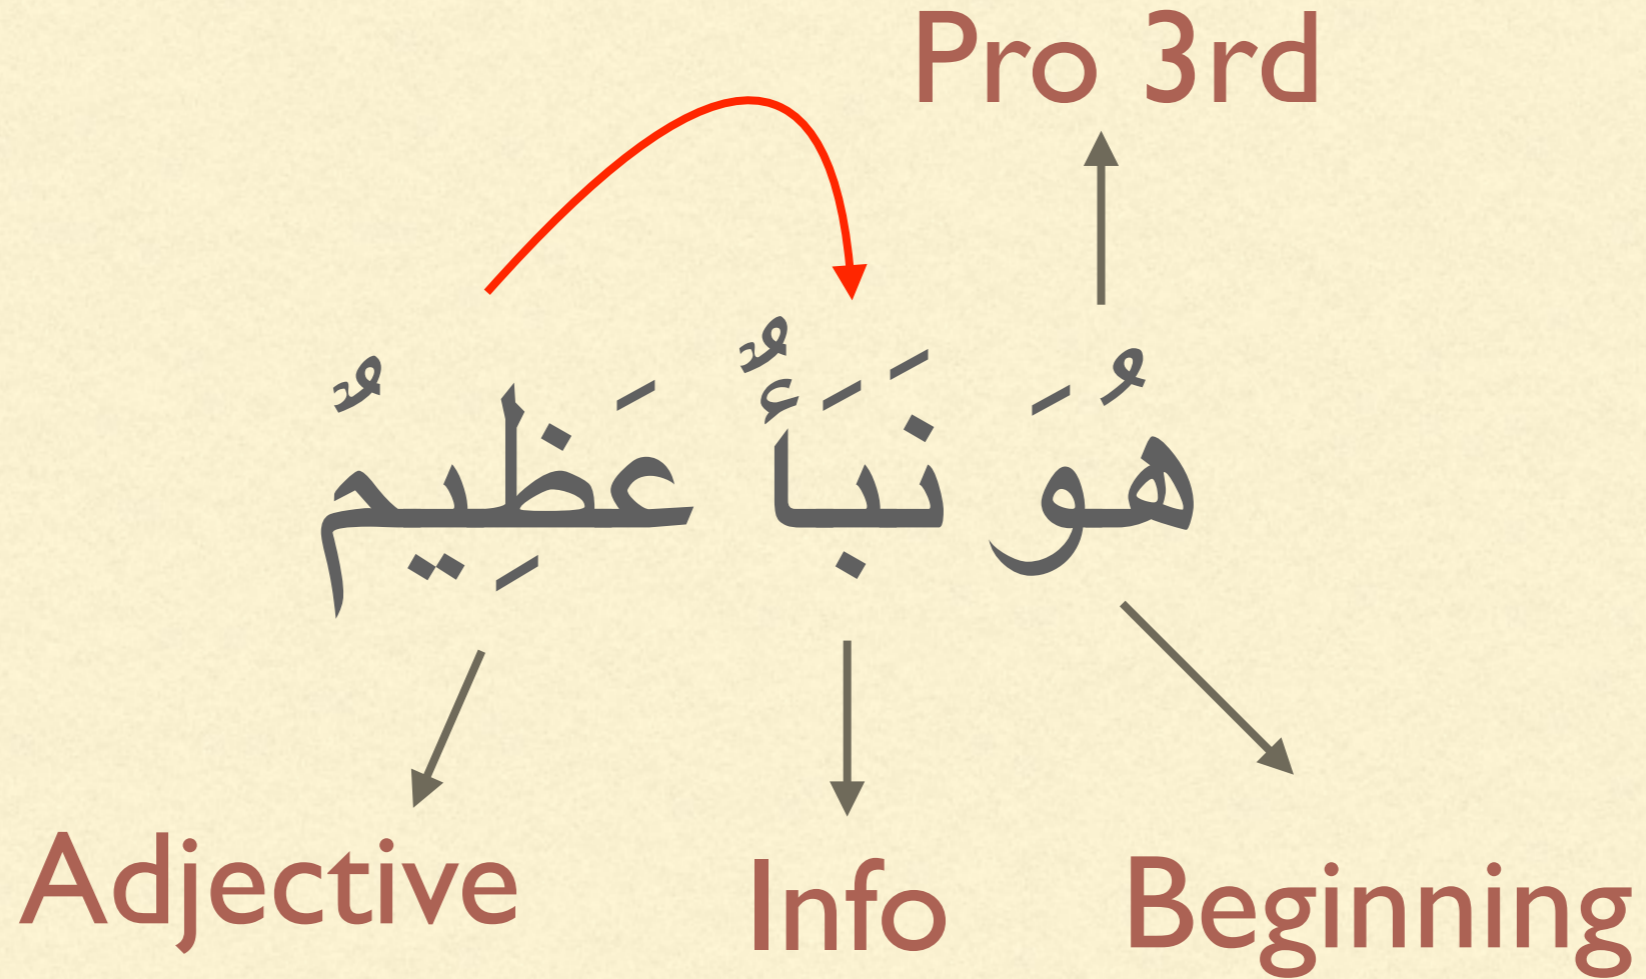 Pro 3rd
هُوَ نَبَأٌ عَظِيمٌ
Adjective
Info
Beginning